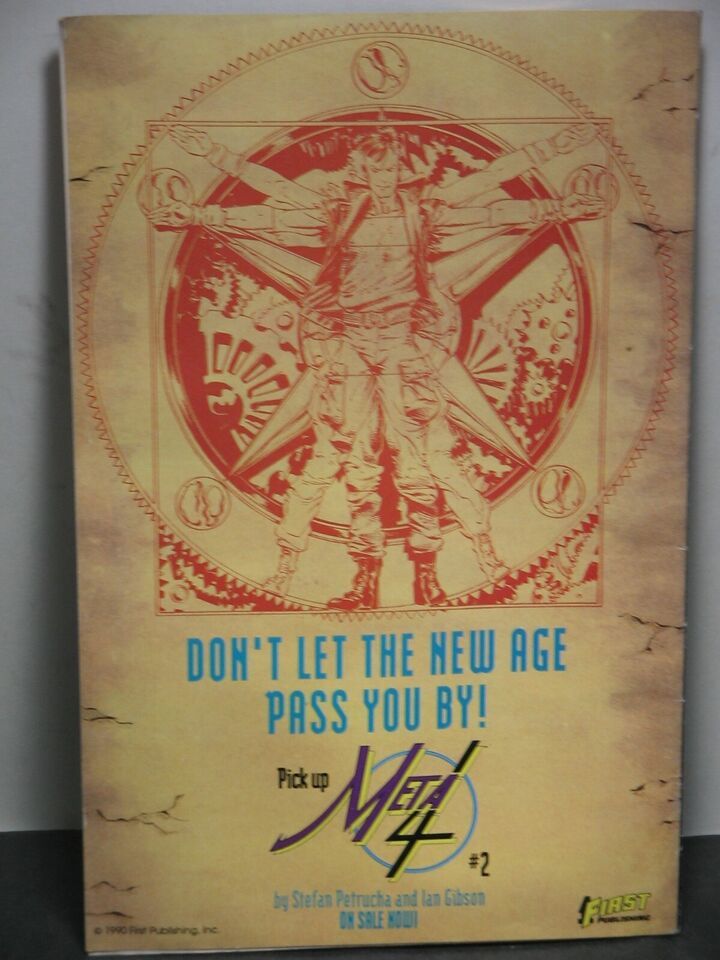 DON'T LET THE NEW AGE
PASS YOU BY!
Pick up META 4 #2
by Stefan Petrucha and Ian Gibson
ON SALE NOW!
© 1990 First Publishing, Inc.
FIRST
PUBLISHING